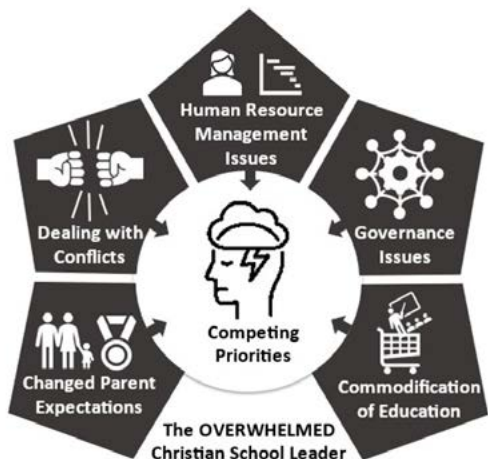 Human Resource
Management
Issues
Dealing with
Conflicts
Governance
Issues
Competing
Priorities
Changed Parent
Expectations
Commodification
of Education
The OVERWHELMED
Christian School Leader